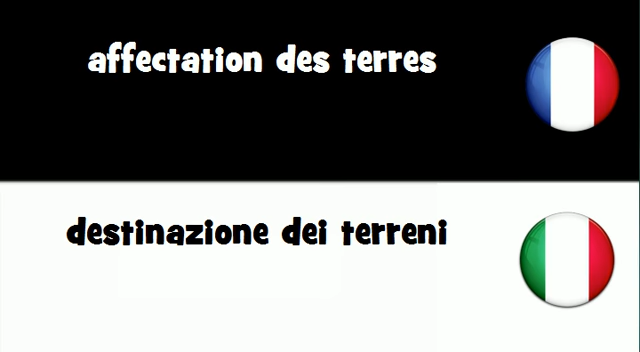 affectation des terres
destinazione dei terreni